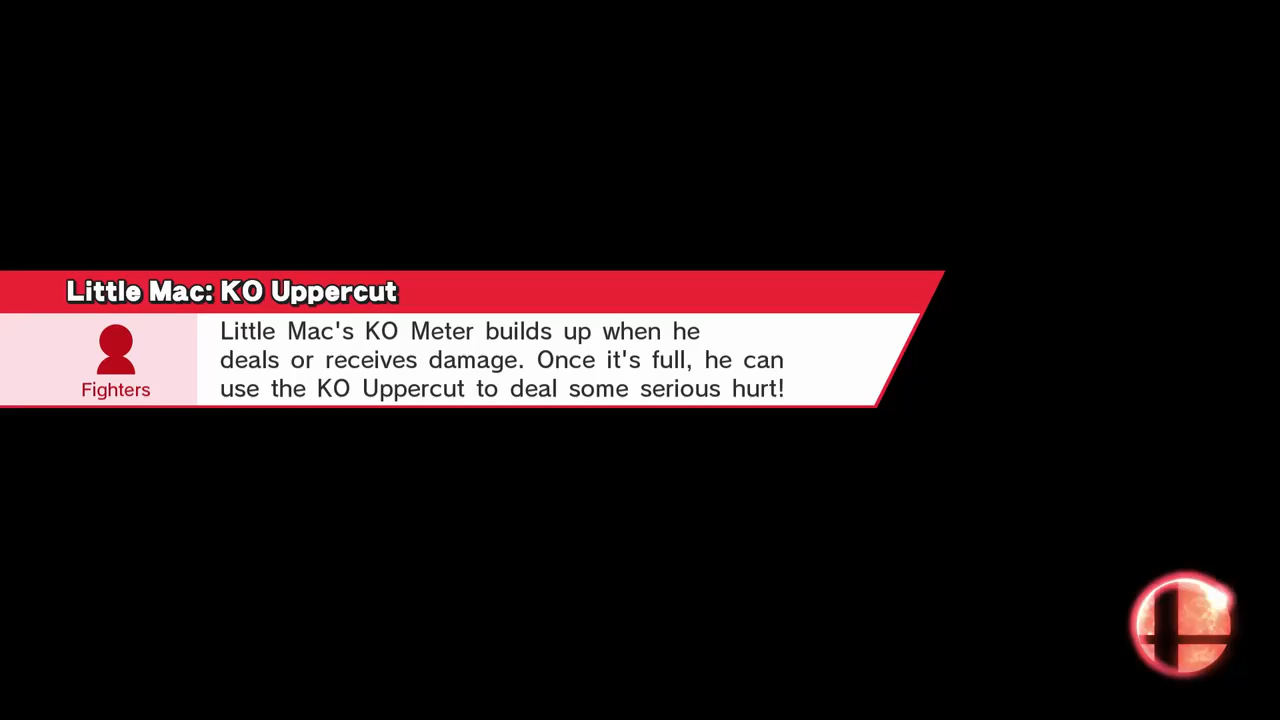 Little Mac: KO Uppercut
Fighters
Little Mac's KO Meter builds up when he
deals or receives damage. Once it's full, he can
use the KO Uppercut to deal some serious hurt!